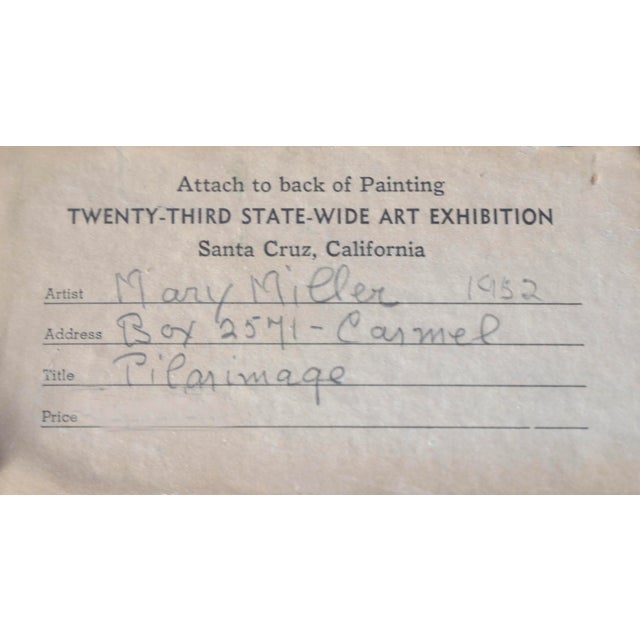 Attach to back of Painting
TWENTY-THIRD STATE-WIDE ART EXHIBITION
Santa Cruz, California
Artist Mary Miller 1952
Address Box 2571 - Carmel
Title Pilgrimage
Price